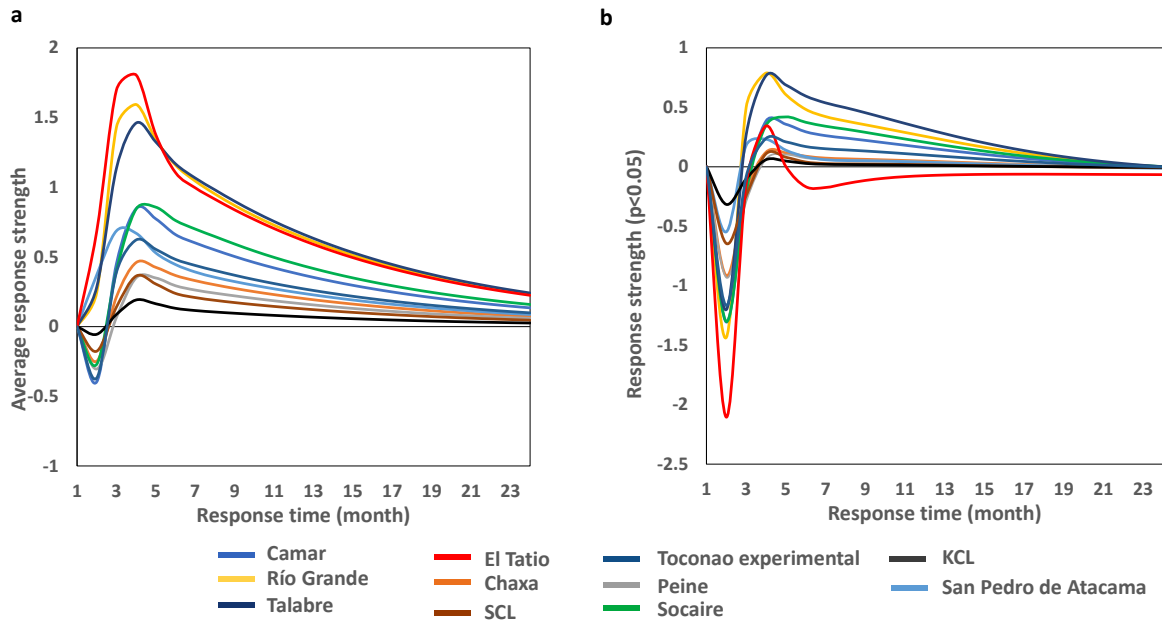 a
Average response strength
2
1.5
1
0.5
0
-0.5
-1
1 3 5 7 9 11 13 15 17 19 21 23
Response time (month)
b
Response strength (p<0.05)
1
0.5
0
-0.5
-1
-1.5
-2
-2.5
1 3 5 7 9 11 13 15 17 19 21 23
Response time (month)
Camar
Río Grande
Talabre
El Tatio
Chaxa
SCL
Toconao experimental
Peine
Socaire
KCL
San Pedro de Atacama